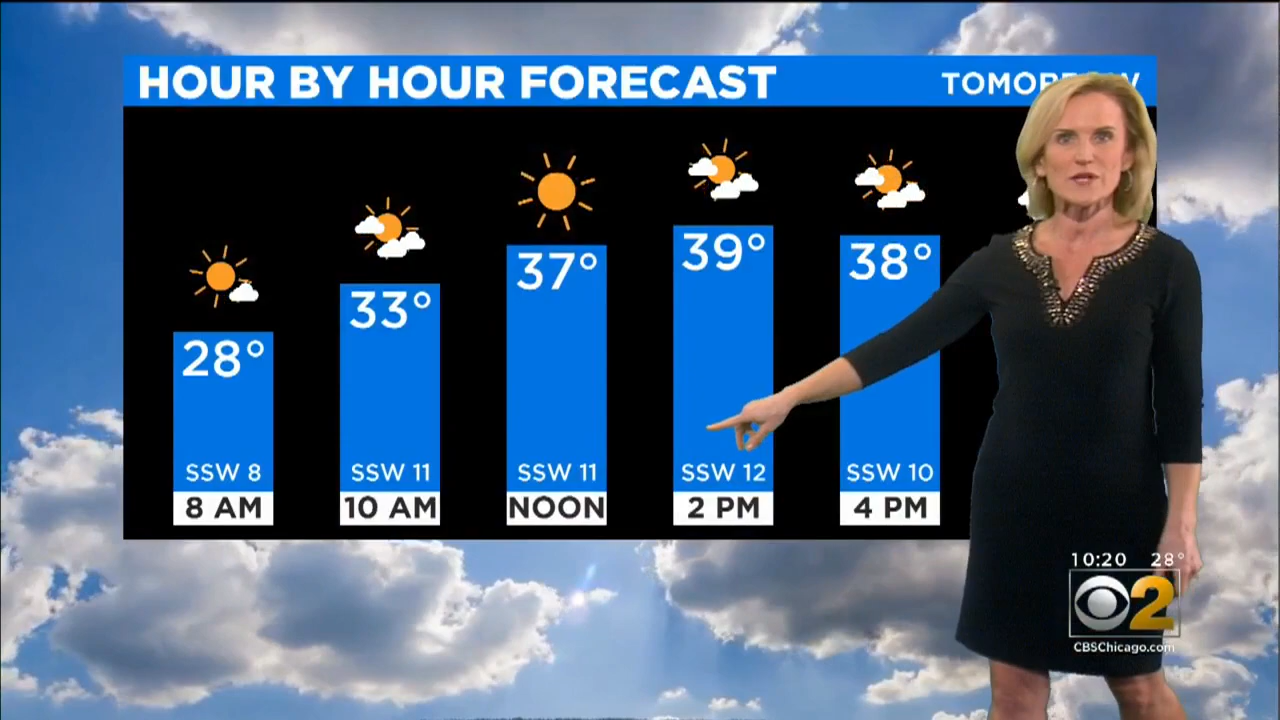 HOUR BY HOUR FORECAST
28°
33°
37°
39°
38°
SSW 8
SSW 11
SSW 11
SSW 12
SSW 10
8 AM
10 AM
NOON
2 PM
4 PM
10:20 28°
2
CBSChicago.com